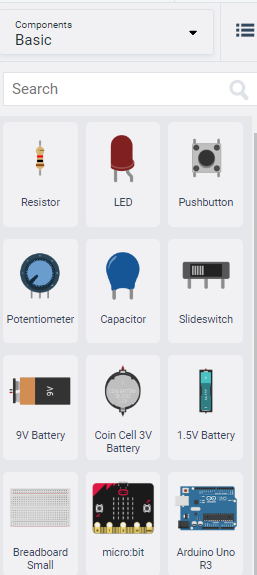 Components
Basic
Search
Resistor
LED
Pushbutton
Potentiometer
Capacitor
Slideswitch
9V
9V Battery
Coin Cell 3V
Battery
1.5V Battery
Breadboard
Small
micro:bit
Arduino Uno
R3